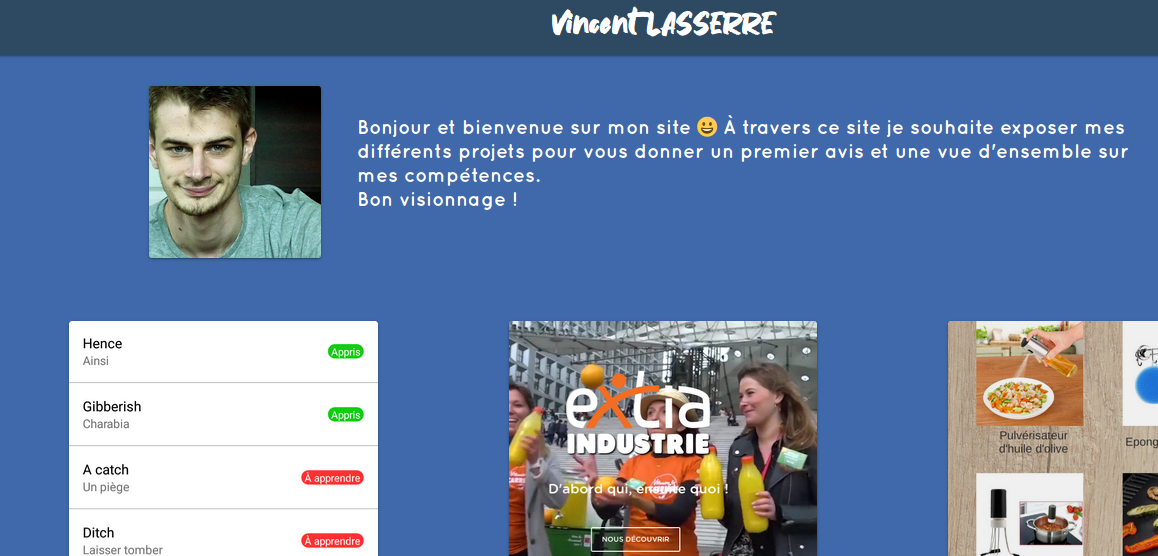 Vincent LASSERRE
Bonjour et bienvenue sur mon site 😀 À travers ce site je souhaite exposer mes
différents projets pour vous donner un premier avis et une vue d'ensemble sur
mes compétences.
Bon visionnage !
Hence
Ainsi
Appris
Gibberish
Charabia
Appris
A catch
Un piège
À apprendre
Ditch
Laisser tomber
À apprendre
extia
INDUSTRIE
D'abord qui, ensuite quoi !
NOUS DÉCOUVRIR
Pulvérisateur
d'huile d'olive
Epong